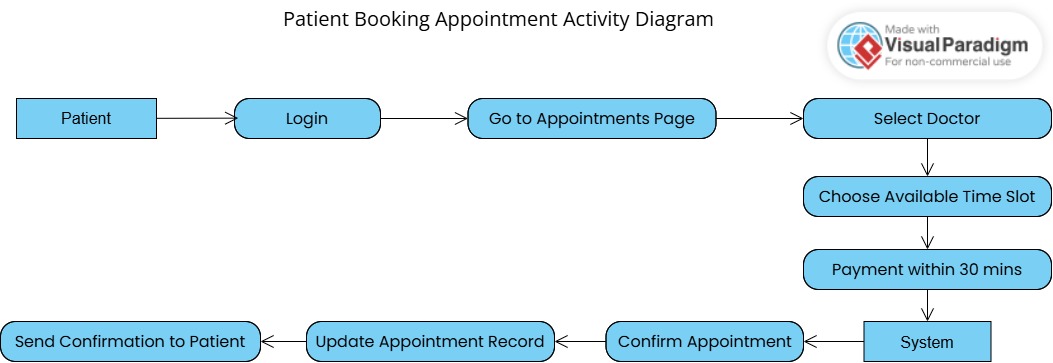 Patient Booking Appointment Activity Diagram
Made with
Visual Paradigm
For non-commercial use
Patient
Login
Go to Appointments Page
Select Doctor
Choose Available Time Slot
Payment within 30 mins
System
Confirm Appointment
Update Appointment Record
Send Confirmation to Patient